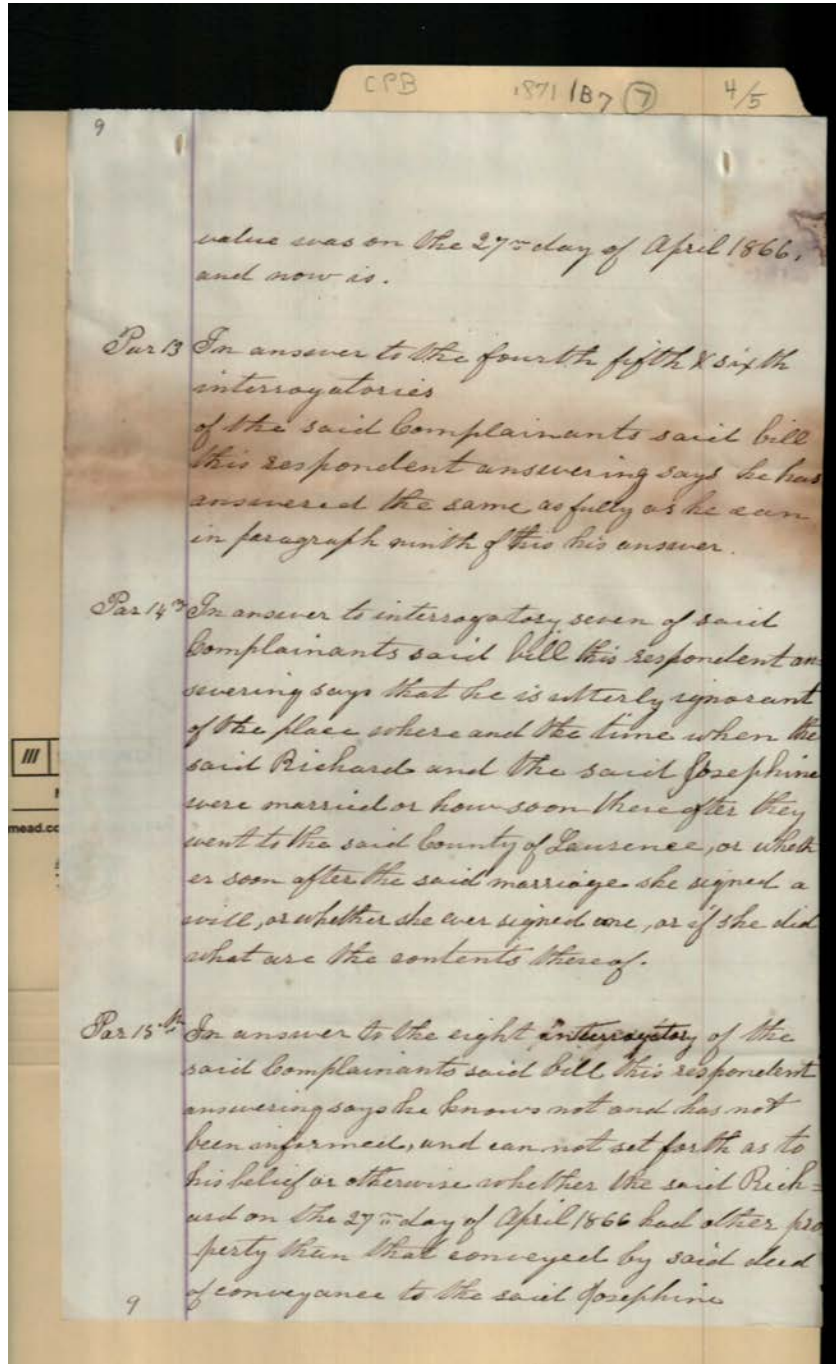 CPB 1871 1B7 7 4/5
9
value was on the 27th day of April 1866,
and now is.
Par 13 In answer to the fourth fifth & sixth
interrogatories
of the said Complainants said bill
this respondent answering says he has
answered the same as fully as he can
in paragraph ninth of this his answer.
Par 14th In answer to interrogatory seven of said
Complainants said bill this respondent an-
swering says that he is utterly ignorant
of the place where and the time when the
said Richard and the said Josephine
were married or how soon thereafter they
went to the said County of Laurence, or wheth
er soon after the said marriage she signed a
will, or whether she ever signed one, or if she did
what are the contents thereof.
Par 15th In answer to the eight interrogatory of the
said Complainants said bill this respondent
answering says he knows not and has not
been informed, and can not set forth as to
his belief or otherwise whether the said Rich=
ard on the 27th day of April 1866 had other pro
perty than that conveyed by said deed
of conveyance to the said Josephine
9
mead.co